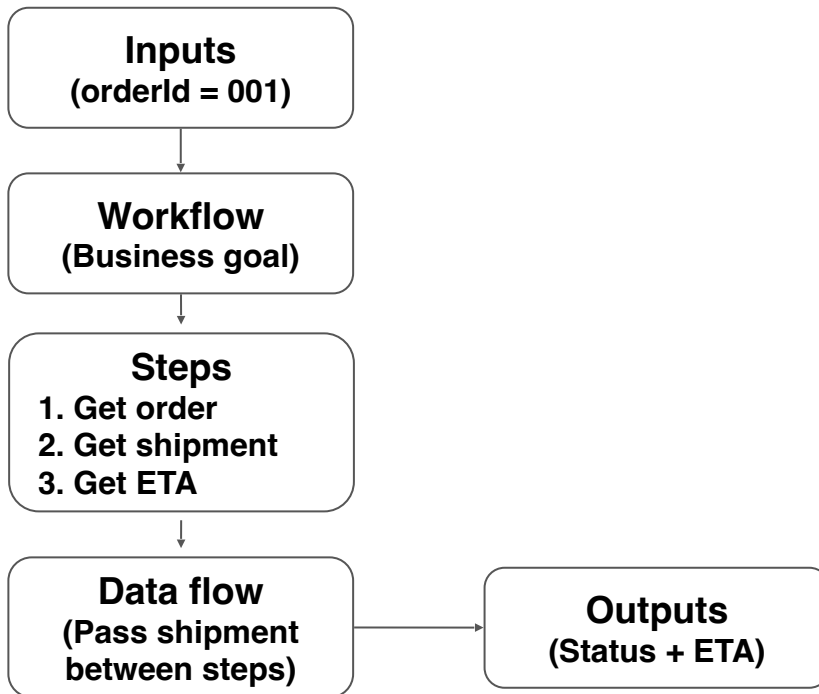 Inputs
(orderId = 001)
Workflow
(Business goal)
Steps
1. Get order
2. Get shipment
3. Get ETA
Data flow
(Pass shipment
between steps)
Outputs
(Status + ETA)